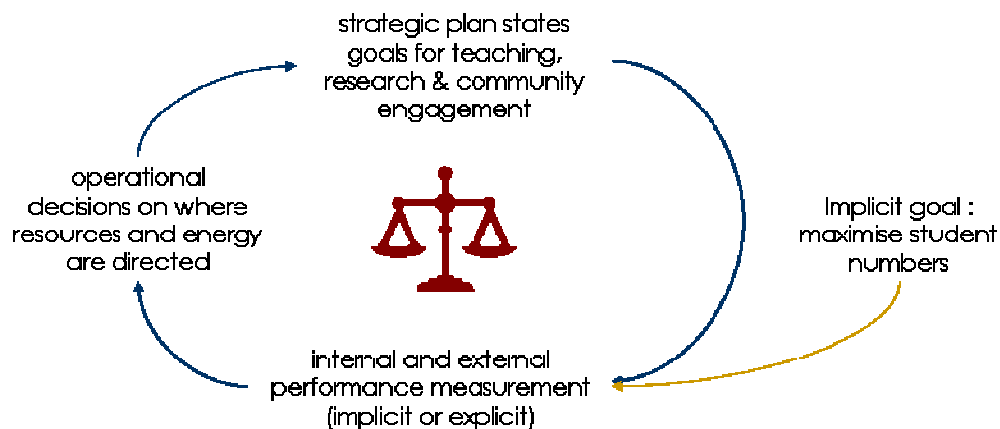 strategic plan states
goals for teaching,
research & community
engagement
operational
decisions on where
resources and energy
are directed
Implicit goal :
maximise student
numbers
internal and external
performance measurement
(implicit or explicit)